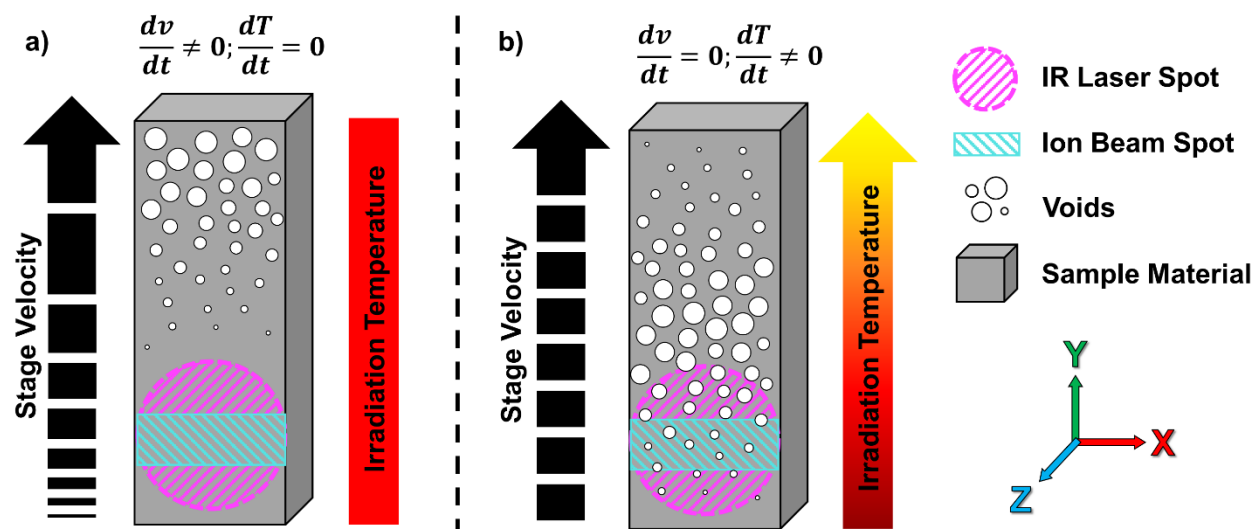 a)
dv/dt ≠ 0; dT/dt = 0
Stage Velocity
Irradiation Temperature
b)
dv/dt = 0; dT/dt ≠ 0
Stage Velocity
Irradiation Temperature
IR Laser Spot
Ion Beam Spot
Voids
Sample Material
Y
X
Z